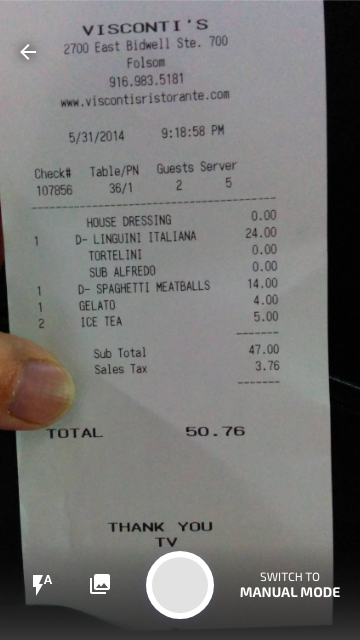 VISCONTI'S
2700 East Bidwell Ste. 700
Folsom
916.983.5181
www.viscontisristorante.com
5/31/2014 9:18:58 PM
Check# Table/PN Guests Server
107856 36/1 2 5
HOUSE DRESSING 0.00
1 D- LINGUINI ITALIANA 24.00
TORTELINI 0.00
SUB ALFREDO 0.00
1 D- SPAGHETTI MEATBALLS 14.00
1 GELATO 4.00
2 ICE TEA 5.00
Sub Total 47.00
Sales Tax 3.76
TOTAL 50.76
THANK YOU
TV
A
SWITCH TO
MANUAL MODE